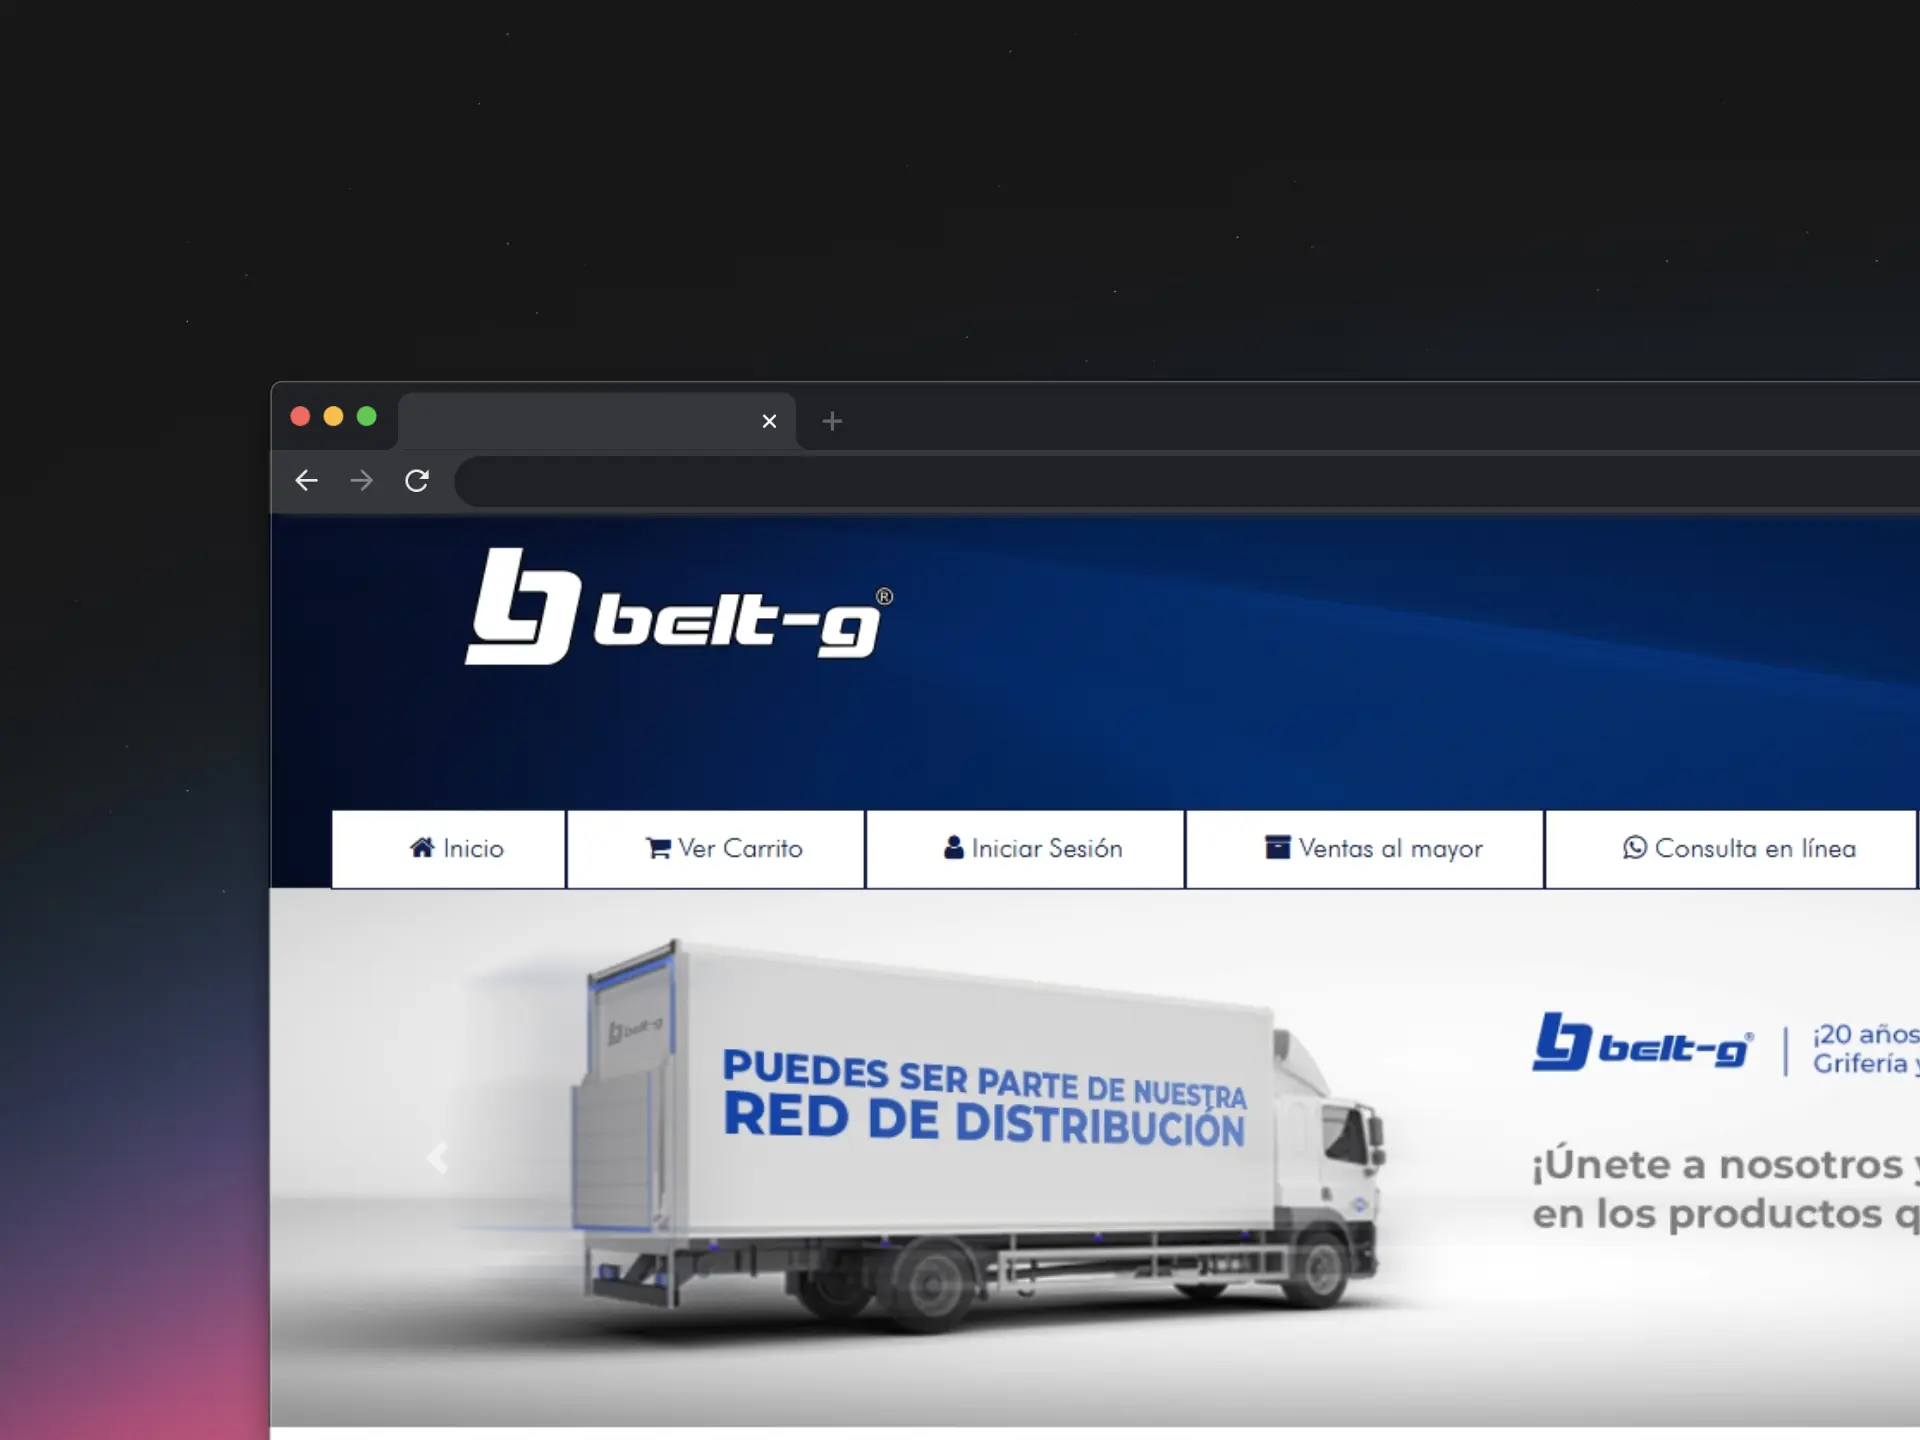 belt-g®
Inicio
Ver Carrito
Iniciar Sesión
Ventas al mayor
Consulta en línea
belt-g
PUEDES SER PARTE DE NUESTRA
RED DE DISTRIBUCIÓN
belt-g®
¡20 años
Grifería y
¡Únete a nosotros y
en los productos q